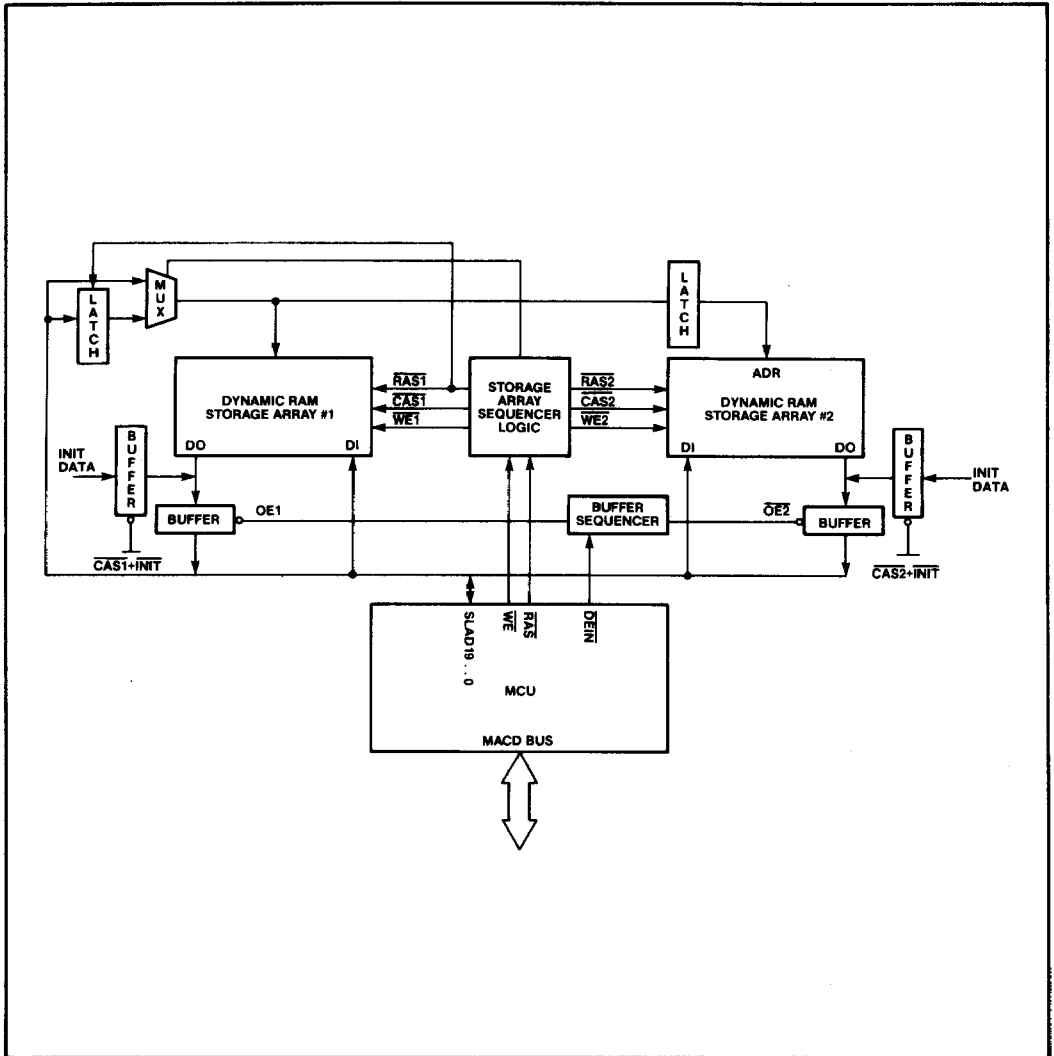 MUX
LATCH
LATCH
DYNAMIC RAM
STORAGE ARRAY #1
DO
DI
RAS1
CAS1
WE1
STORAGE
ARRAY
SEQUENCER
LOGIC
RAS2
CAS2
WE2
ADR
DYNAMIC RAM
STORAGE ARRAY #2
DI
DO
INIT
DATA
BUFFER
BUFFER
OE1
BUFFER
SEQUENCER
OE2
BUFFER
BUFFER
INIT
DATA
CAS1+INIT
CAS2+INIT
SLAD19...0
WE
RAS
DEIN
MCU
MACD BUS